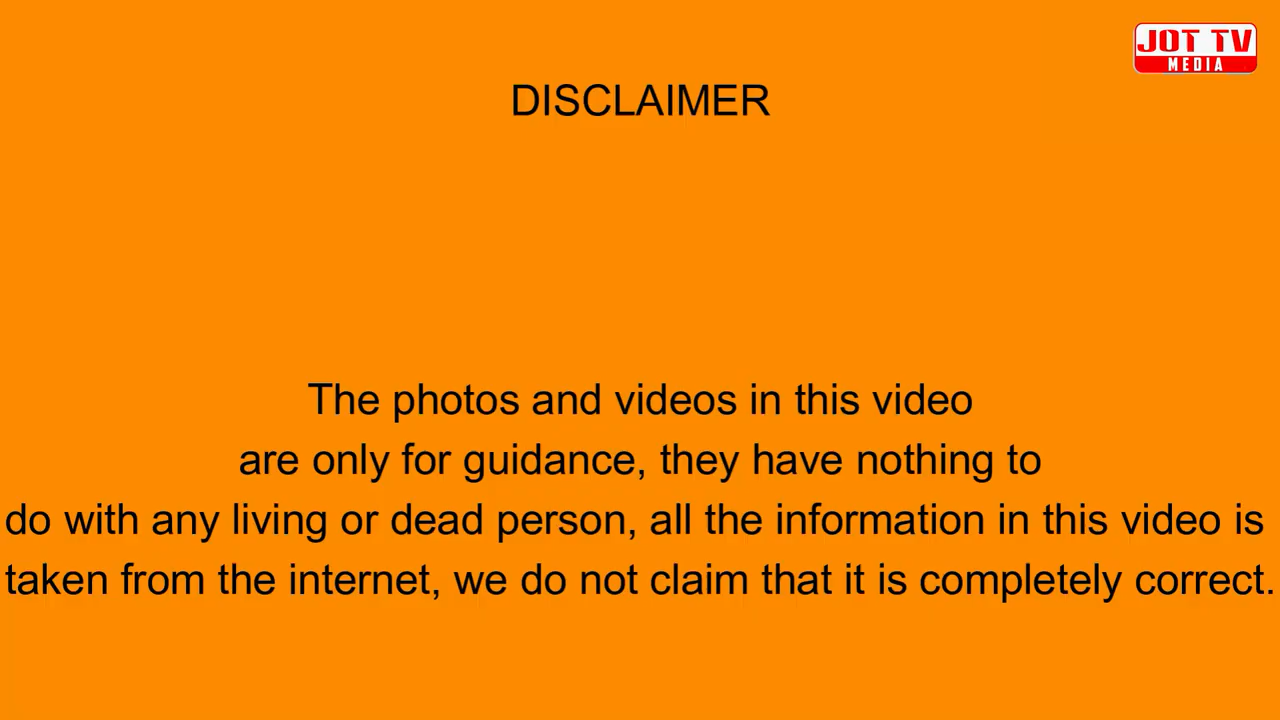 JOT TV
MEDIA
DISCLAIMER
The photos and videos in this video
are only for guidance, they have nothing to
do with any living or dead person, all the information in this video is
taken from the internet, we do not claim that it is completely correct.